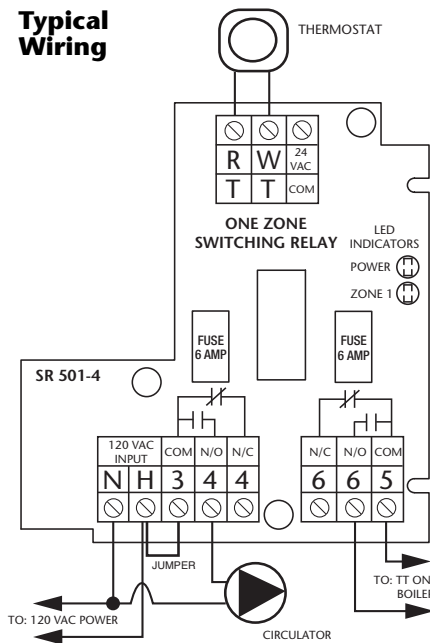 Typical
Wiring
THERMOSTAT
R W 24
VAC
T T COM
ONE ZONE
SWITCHING RELAY
LED
INDICATORS
POWER
ZONE 1
FUSE
6 AMP
FUSE
6 AMP
SR 501-4
120 VAC
INPUT
COM N/O N/C
N H 3 4 4
N/C N/O COM
6 6 5
JUMPER
TO: TT ON
BOILER
TO: 120 VAC POWER
CIRCULATOR